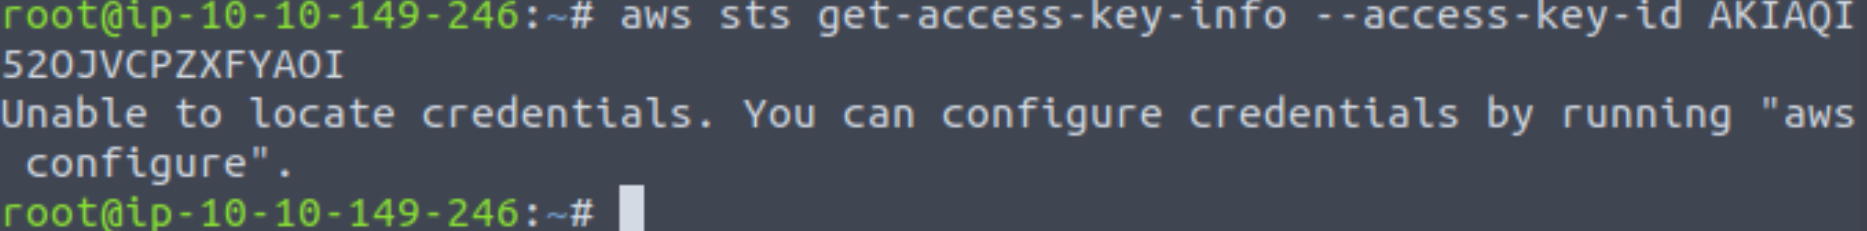 root@ip-10-10-149-246:~# aws sts get-access-key-info --access-key-id AKIAQI
52OJVCPZXFYAOI
Unable to locate credentials. You can configure credentials by running "aws
 configure".
root@ip-10-10-149-246:~#